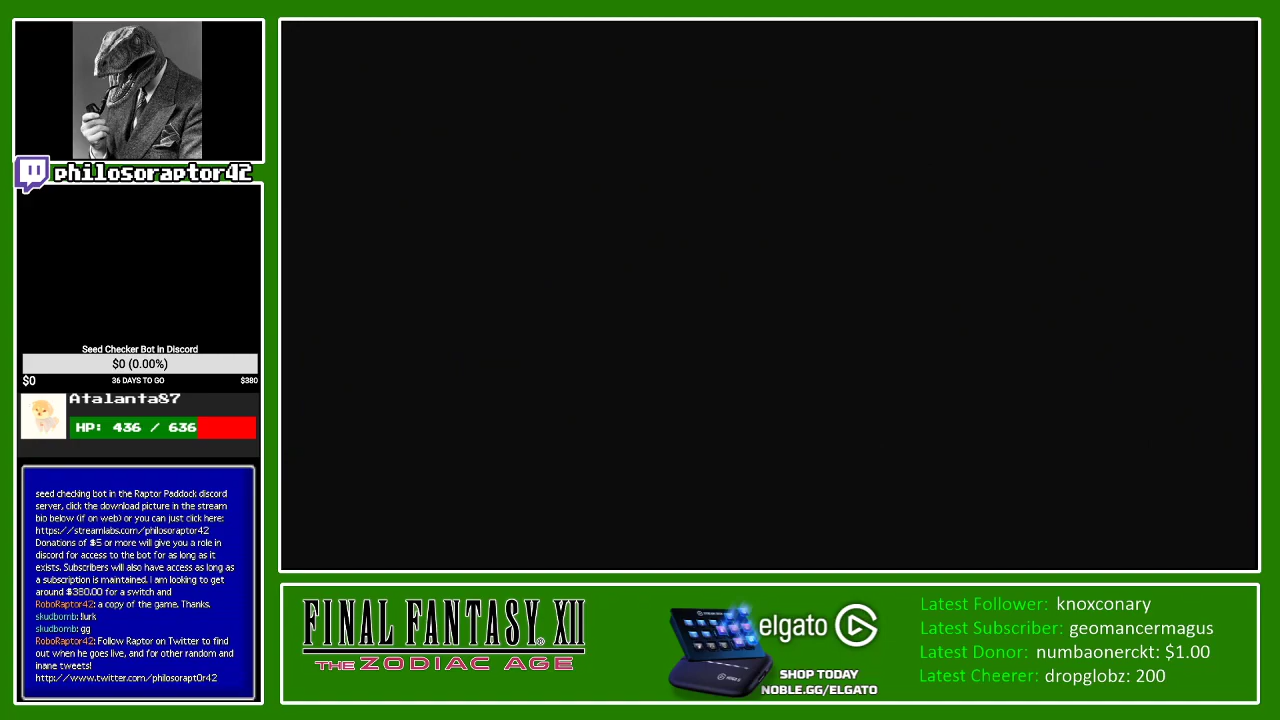 philosoraptor42
Seed Checker Bot in Discord
$0 (0.00%)
$0 36 DAYS TO GO $380
Atalanta87
HP: 436 / 636
seed checking bot in the Raptor Paddock discord
server, click the download picture in the stream
bio below (if on web) or you can just click here:
https://streamlabs.com/philosoraptor42
Donations of $5 or more will give you a role in
discord for access to the bot for as long as it
exists. Subscribers will also have access as long as
a subscription is maintained. I am looking to get
around $380.00 for a switch and
RoboRaptor42: a copy of the game. Thanks.
skudbomb: !lurk
skudbomb: gg
RoboRaptor42: Follow Raptor on Twitter to find
out when he goes live, and for other random and
inane tweets!
http://www.twitter.com/philosorapt0r42
FINAL FANTASY XII
THE ZODIAC AGE
elgato
SHOP TODAY
NOBLE.GG/ELGATO
Latest Follower: knoxconary
Latest Subscriber: geomancermagus
Latest Donor: numbaonerckt: $1.00
Latest Cheerer: dropglobz: 200